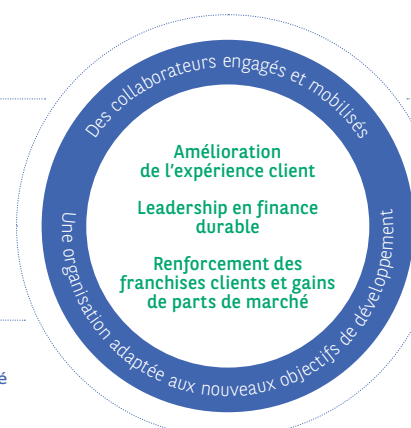 Des collaborateurs engagés et mobilisés
Amélioration
de l'expérience client
Leadership en finance
durable
Renforcement des
franchises clients et gains
de parts de marché
Une organisation adaptée aux nouveaux objectifs de développement
é